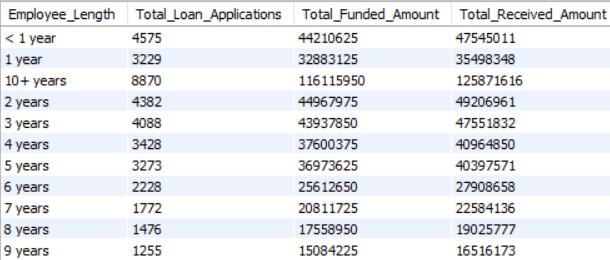 Employee_Length Total_Loan_Applications Total_Funded_Amount Total_Received_Amount
< 1 year 4575 44210625 47545011
1 year 3229 32883125 35498348
10+ years 8870 116115950 125871616
2 years 4382 44967975 49206961
3 years 4088 43937850 47551832
4 years 3428 37600375 40964850
5 years 3273 36973625 40397571
6 years 2228 25612650 27908658
7 years 1772 20811725 22584136
8 years 1476 17558950 19025777
9 years 1255 15084225 16516173